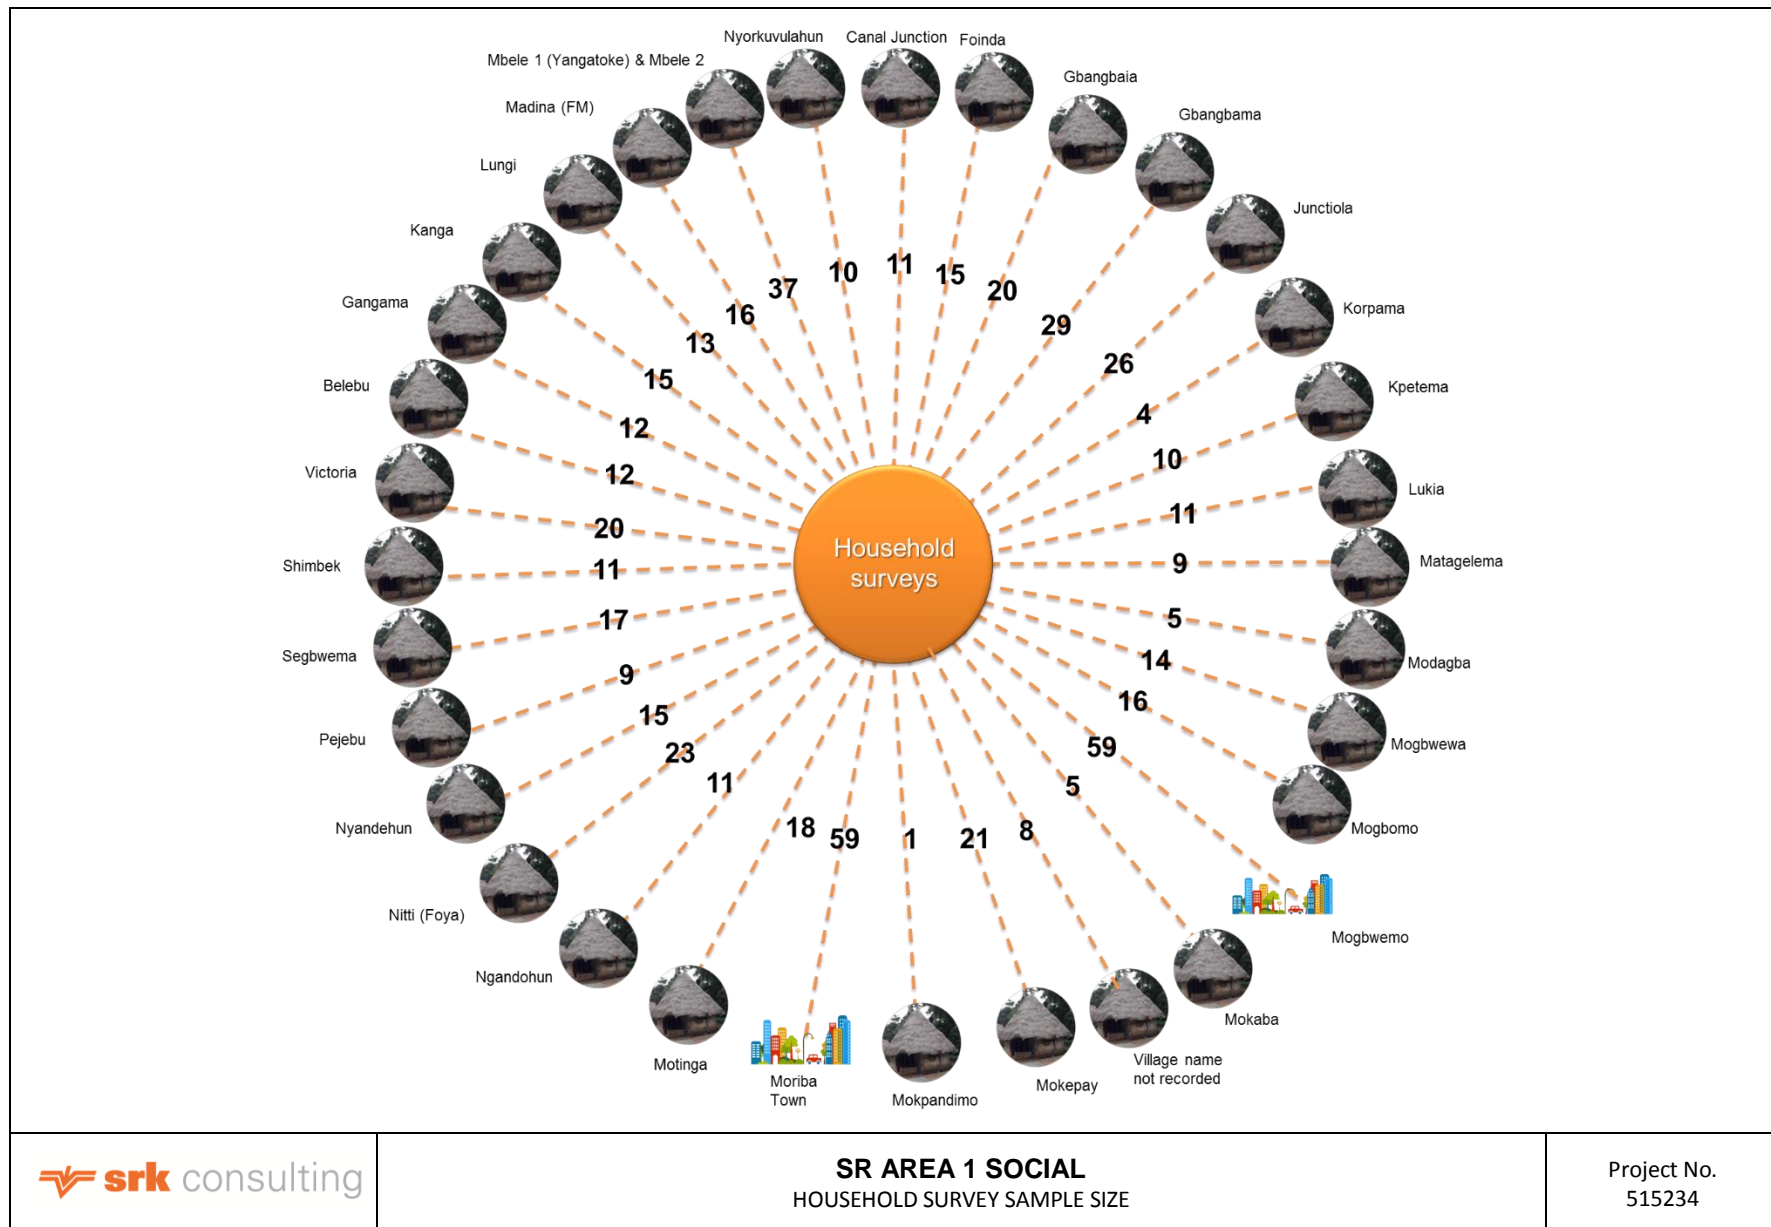 Nyorkuvulahun
Canal Junction
Foinda
Mbele 1 (Yangatoke) & Mbele 2
Gbangbaia
Madina (FM)
Gbangbama
Lungi
Junctiola
Kanga
Korpama
Gangama
Kpetema
Belebu
Lukia
Victoria
Matagelema
Shimbek
Modagba
Segbwema
Mogbwewa
Pejebu
Mogbomo
Nyandehun
Mogbwemo
Nitti (Foya)
Mokaba
Ngandohun
Village name
not recorded
Motinga
Moriba
Town
Mokpandimo
Mokepay
10
11
15
20
29
26
4
10
11
9
5
14
16
59
5
8
21
1
59
18
11
23
15
9
17
11
20
12
12
15
13
16
37
Household
surveys
srk consulting
SR AREA 1 SOCIAL
HOUSEHOLD SURVEY SAMPLE SIZE
Project No.
515234